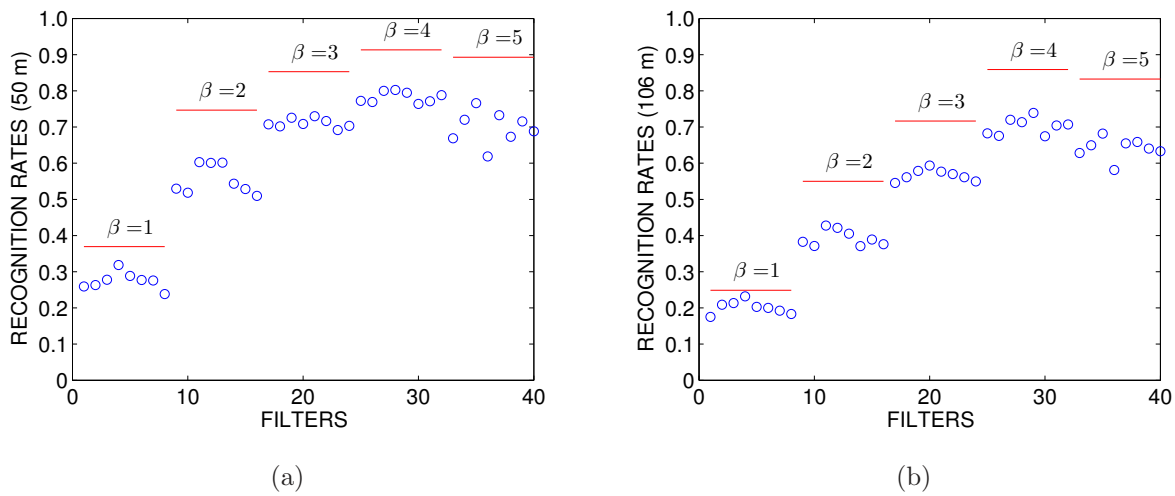 RECOGNITION RATES (50 m)
1.0
0.9
0.8
0.7
0.6
0.5
0.4
0.3
0.2
0.1
0
β =1
β =2
β =3
β =4
β =5
0 10 20 30 40
FILTERS
(a)
RECOGNITION RATES (106 m)
1.0
0.9
0.8
0.7
0.6
0.5
0.4
0.3
0.2
0.1
0
β =1
β =2
β =3
β =4
β =5
0 10 20 30 40
FILTERS
(b)